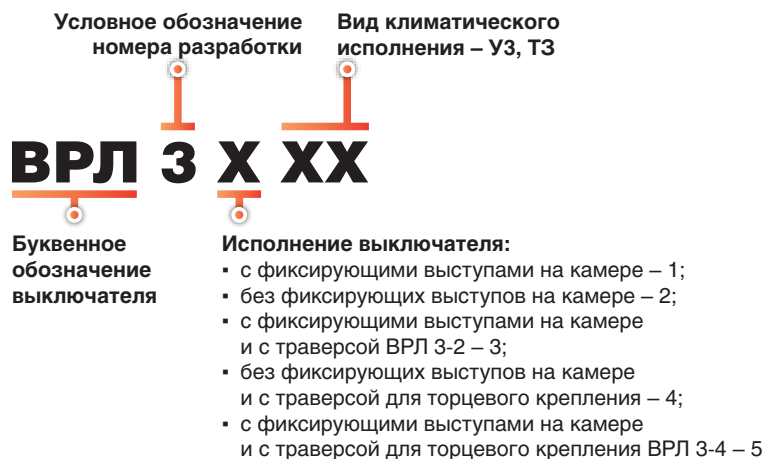 Условное обозначение
номера разработки
Вид климатического
исполнения – У3, Т3
ВРЛ 3 Х ХХ
Буквенное
обозначение
выключателя
Исполнение выключателя:
▪ с фиксирующими выступами на камере – 1;
▪ без фиксирующих выступов на камере – 2;
▪ с фиксирующими выступами на камере
и с траверсой ВРЛ 3-2 – 3;
▪ без фиксирующих выступов на камере
и с траверсой для торцевого крепления – 4;
▪ с фиксирующими выступами на камере
и с траверсой для торцевого крепления ВРЛ 3-4 – 5